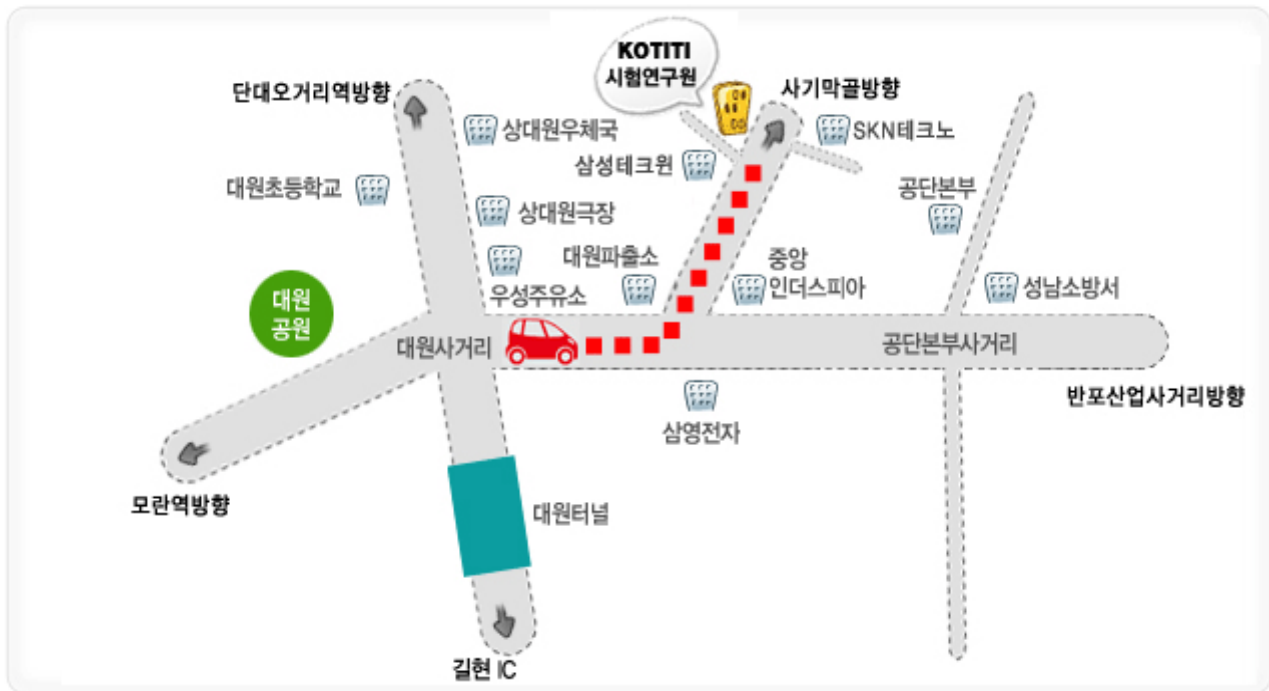 KOTITI
시험연구원
단대오거리역방향
사기막골방향
상대원우체국
SKN테크노
삼성테크윈
대원초등학교
공단본부
상대원극장
대원파출소
중앙
인더스피아
우성주유소
성남소방서
대원
공원
대원사거리
공단본부사거리
반포산업사거리방향
삼영전자
모란역방향
대원터널
길현 IC